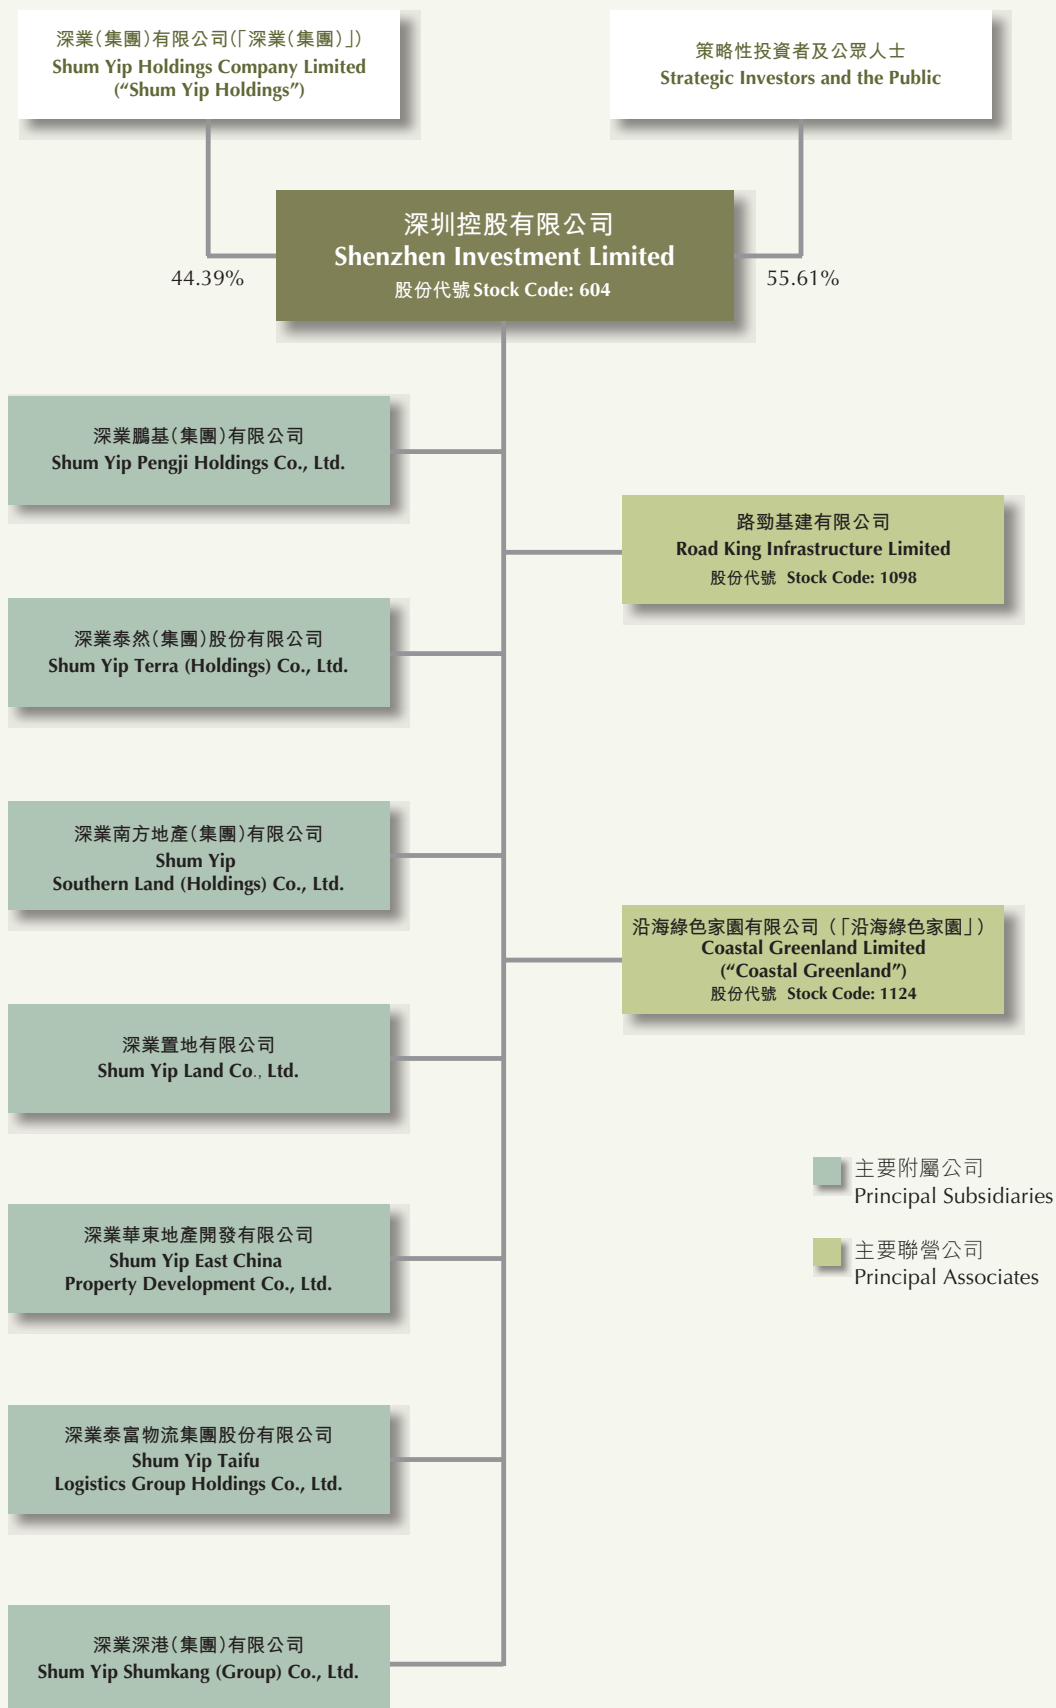 深業(集團)有限公司(「深業(集團)」)
Shum Yip Holdings Company Limited
(“Shum Yip Holdings”)
策略性投資者及公眾人士
Strategic Investors and the Public
深圳控股有限公司
Shenzhen Investment Limited
股份代號 Stock Code: 604
44.39%
55.61%
深業鵬基(集團)有限公司
Shum Yip Pengji Holdings Co., Ltd.
路勁基建有限公司
Road King Infrastructure Limited
股份代號 Stock Code: 1098
深業泰然(集團)股份有限公司
Shum Yip Terra (Holdings) Co., Ltd.
深業南方地產(集團)有限公司
Shum Yip
Southern Land (Holdings) Co., Ltd.
沿海綠色家園有限公司（「沿海綠色家園」）
Coastal Greenland Limited
(“Coastal Greenland”)
股份代號 Stock Code: 1124
深業置地有限公司
Shum Yip Land Co., Ltd.
主要附屬公司
Principal Subsidiaries
主要聯營公司
Principal Associates
深業華東地產開發有限公司
Shum Yip East China
Property Development Co., Ltd.
深業泰富物流集團股份有限公司
Shum Yip Taifu
Logistics Group Holdings Co., Ltd.
深業深港(集團)有限公司
Shum Yip Shumkang (Group) Co., Ltd.